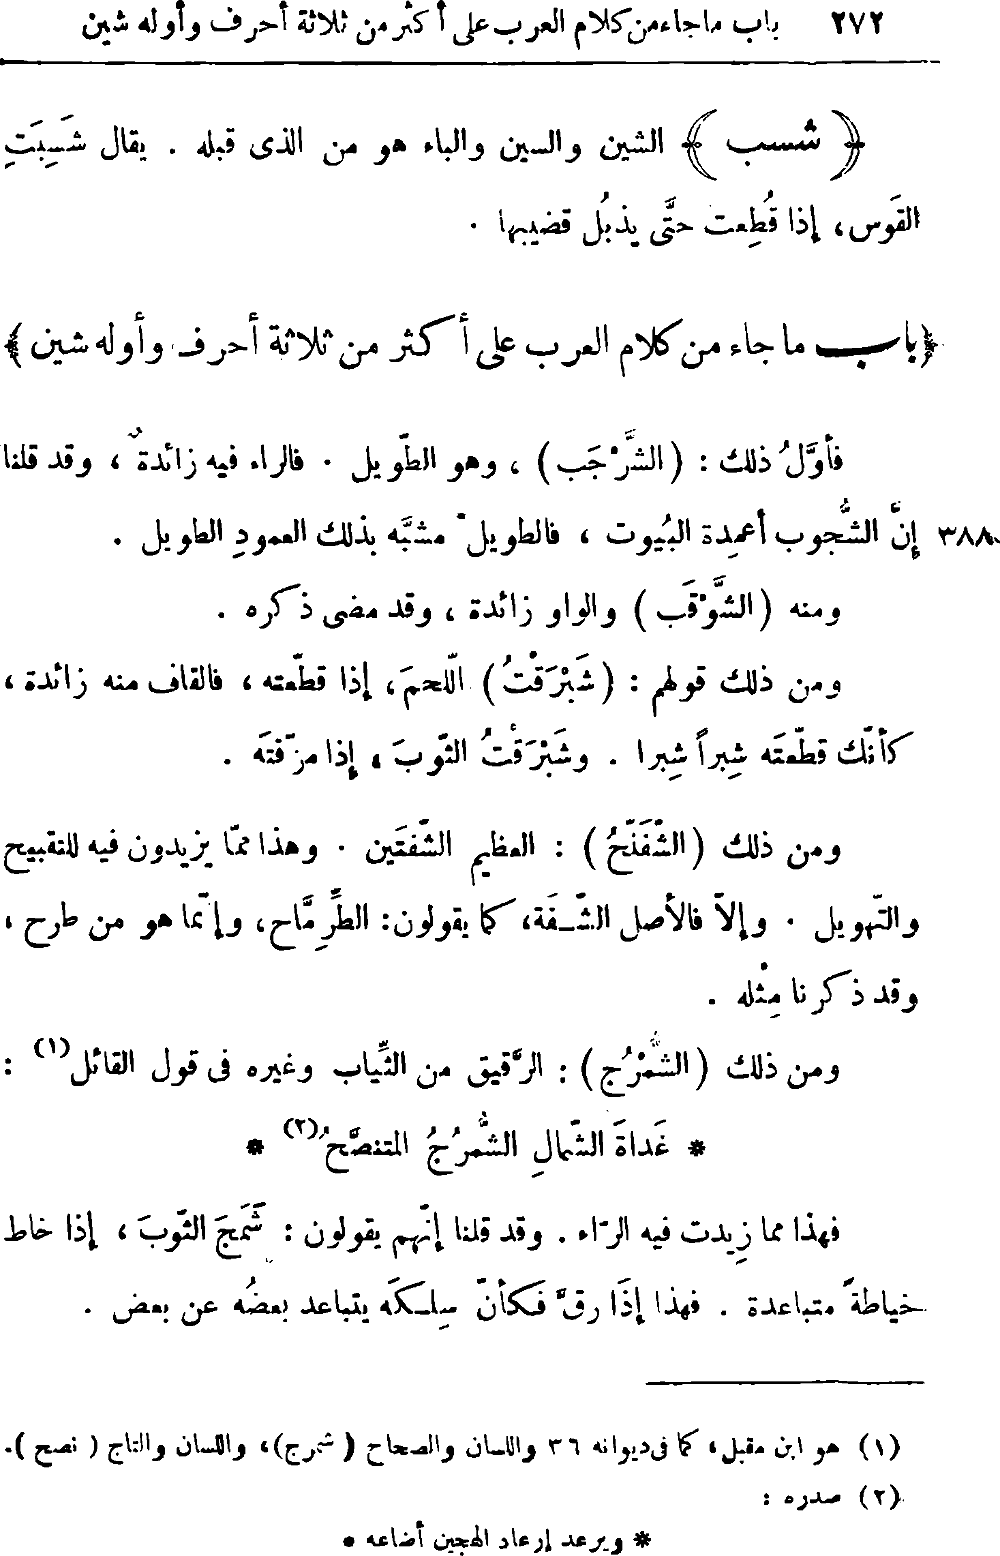 ٢٧٢ باب ما جاء من كلام العرب على أكثر من ثلاثة أحرف وأوله شين
﴿ شسب ﴾ الشين والسين والباء هو من الذى قبله . يقال شَسِبَتِ
القَوس، إذا قُطِعت حتَّى يذبُل قضيبها .
﴿باب ما جاء من كلام العرب على أكثر من ثلاثة أحرف وأوله شين﴾
فأوَّلُ ذلك : (الشَّرْجَب) ، وهو الطّويل . فالراء فيه زائدةٌ ، وقد قلنا
٣٨٨ إنَّ الشُّجوب أعمِدة البُيوت ، فالطويلُ مشبَّه بذلك العمودِ الطويل .
ومنه (الشَّوْقَب) والواو زائدة ، وقد مضى ذكره .
ومن ذلك قولهم : (شَبْرَقْتُ) اللّحمَ، إذا قطّعته ، فالقاف منه زائدة ،
كأنّك قطّعتَه شِبراً شِبرا . وشَبْرَقْتُ الثّوبَ ، إذا مزّقتَه .
ومن ذلك (الشّفَنَّحُ) : العظيم الشّفتَين . وهذا ممّا يزيدون فيه للتقبيح
والتّهويل . وإلاّ فالأصل الشّفَة، كما يقولون: الطِّرِمَّاح، وإنّما هو من طرح ،
وقد ذكرنا مِثْله .
ومن ذلك (الشُّمْرُج) : الرَّقيق من الثِّياب وغيره فى قول القائل(١) :
* غَداةَ الشّمالِ الشُّمرُجُ المتنصَّحُ(٢) *
فهذا مما زِيدت فيه الرّاء . وقد قلنا إنّهم يقولون : شَمَجَ الثّوبَ ، إذا خاط
خياطةً متباعدة . فهذا إذَا رقَّ فكأنّ سِلكَه يتباعد بعضُه عن بعض .
(١) هو ابن مقبل، كما فى ديوانه ٣٦ واللسان والصحاح (شمرج)، واللسان والتاج (نصح).
(٢) صدره :
* ويرعد إرعاد الهجين أضاعه *